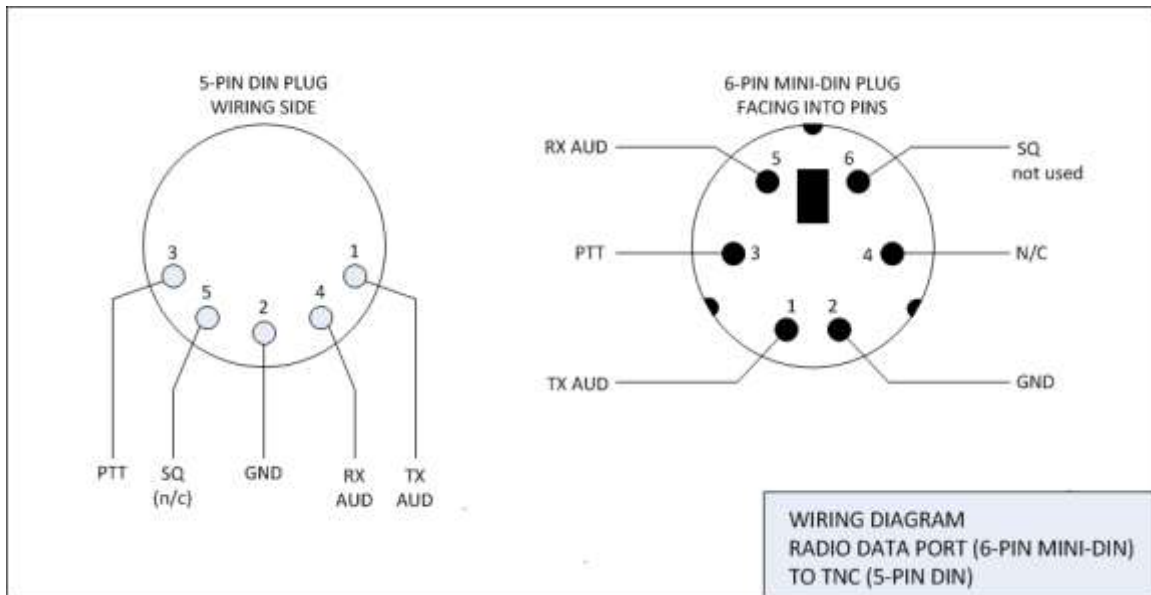 5-PIN DIN PLUG
WIRING SIDE
3
1
5
4
2
PTT
SQ
(n/c)
GND
RX
AUD
TX
AUD
6-PIN MINI-DIN PLUG
FACING INTO PINS
RX AUD
5
6
SQ
not used
PTT
3
4
N/C
1
2
TX AUD
GND
WIRING DIAGRAM
RADIO DATA PORT (6-PIN MINI-DIN)
TO TNC (5-PIN DIN)